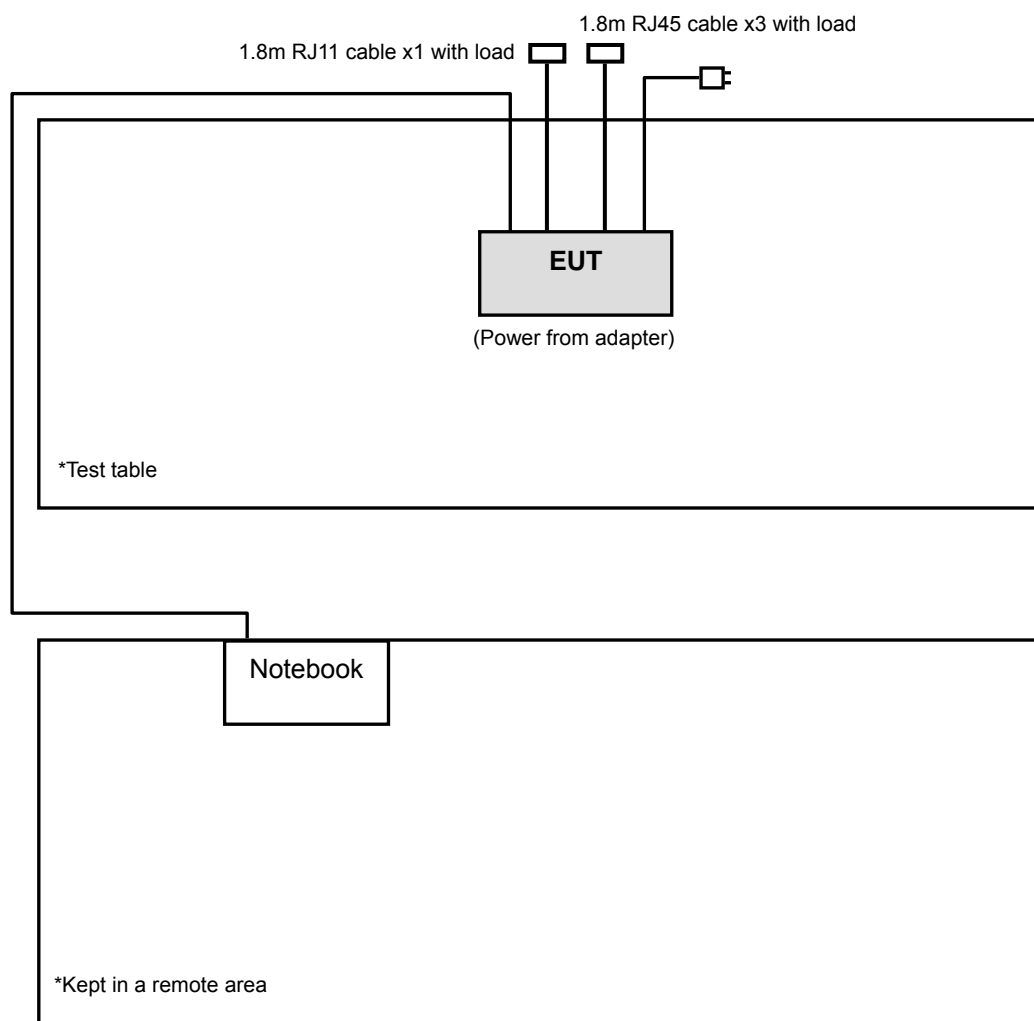 1.8m RJ45 cable x3 with load
1.8m RJ11 cable x1 with load
EUT
(Power from adapter)
*Test table
Notebook
*Kept in a remote area